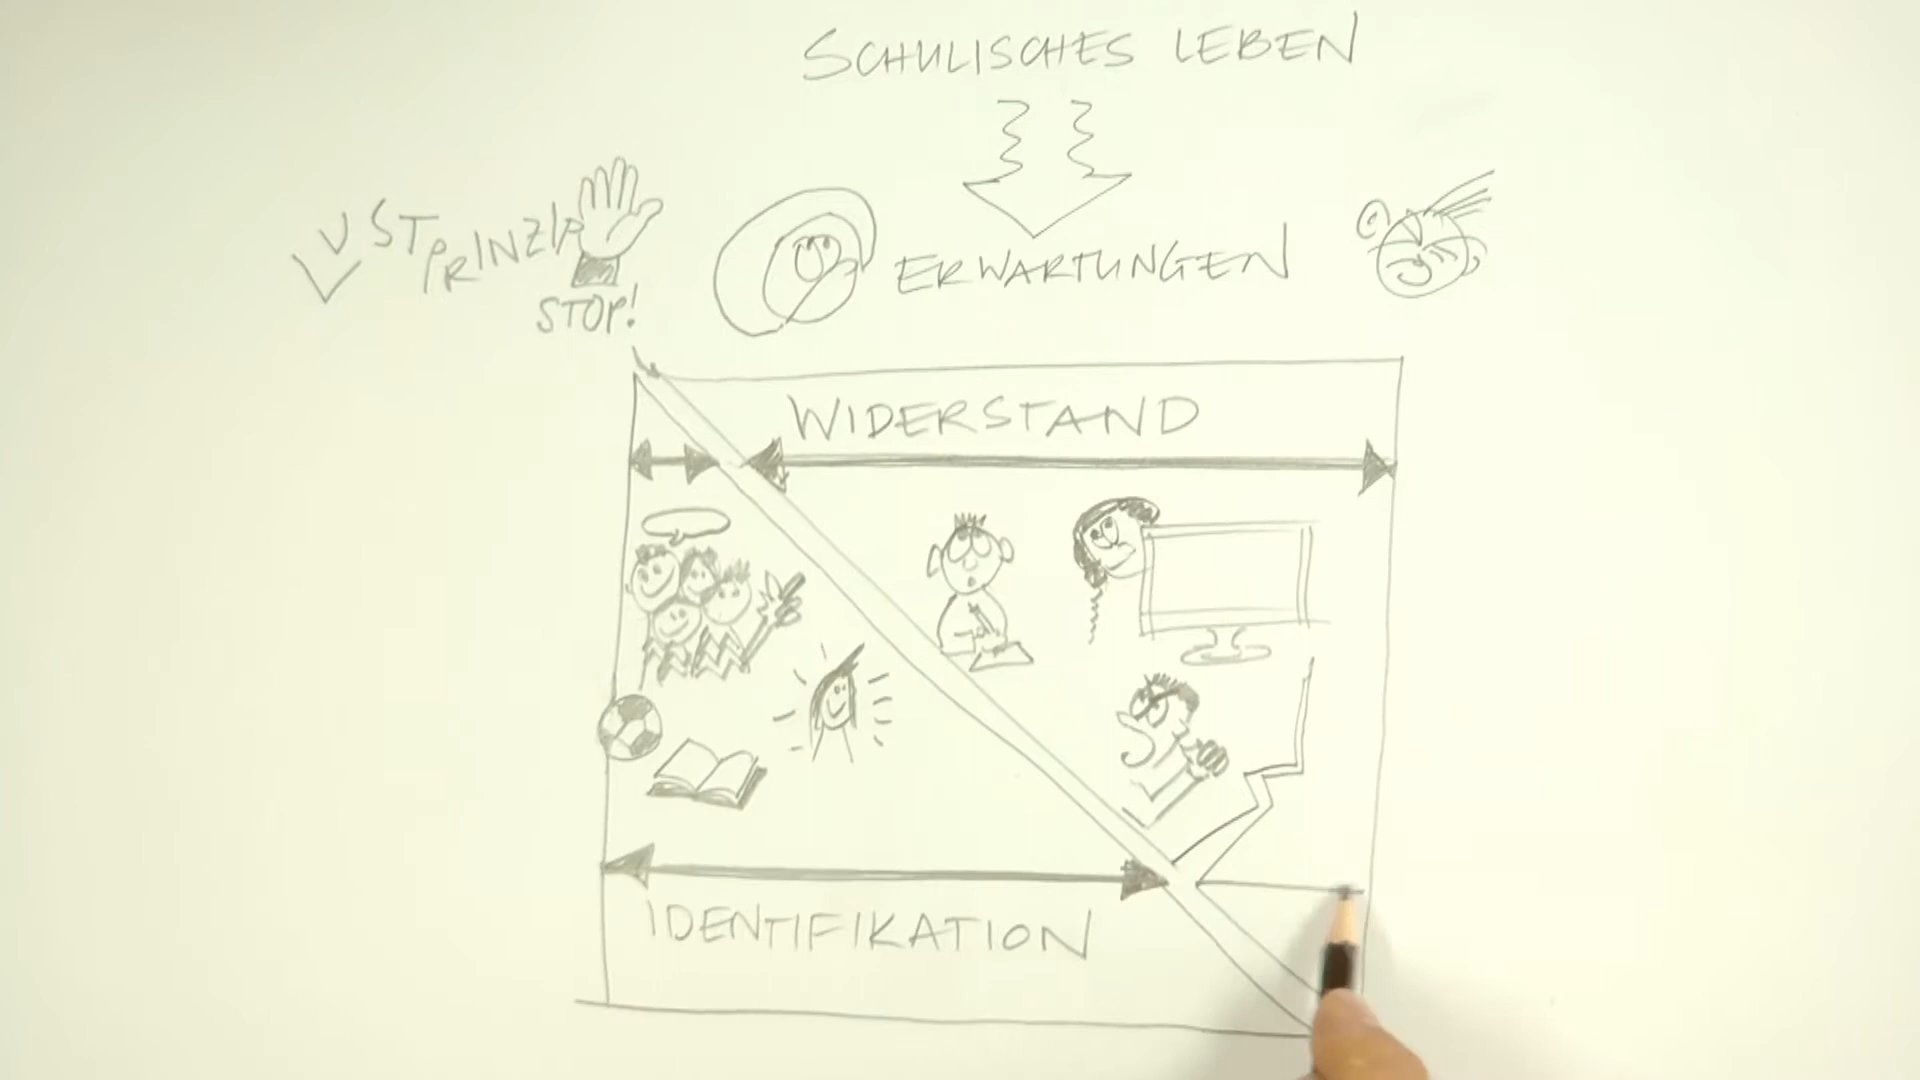 SCHULISCHES LEBEN
LUSTPRINZIP
STOP!
ERWARTUNGEN
WIDERSTAND
IDENTIFIKATION